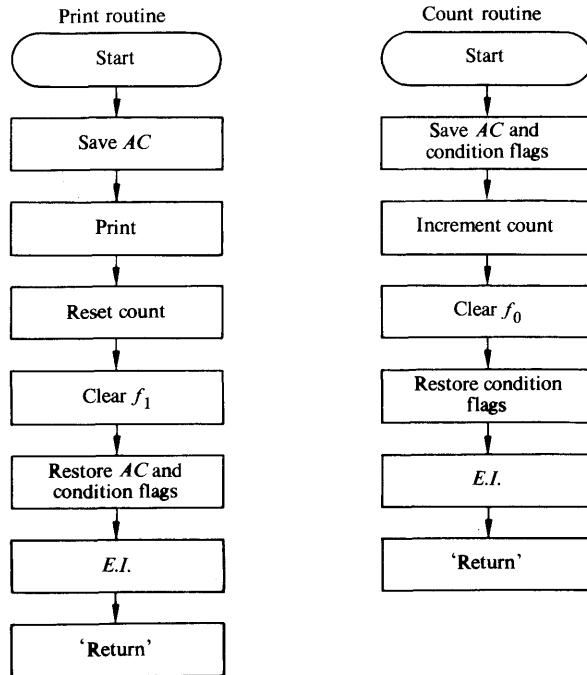 Print routine
Start
Save AC
Print
Reset count
Clear f₁
Restore AC and
condition flags
E.I.
'Return'
Count routine
Start
Save AC and
condition flags
Increment count
Clear f₀
Restore condition
flags
E.I.
'Return'